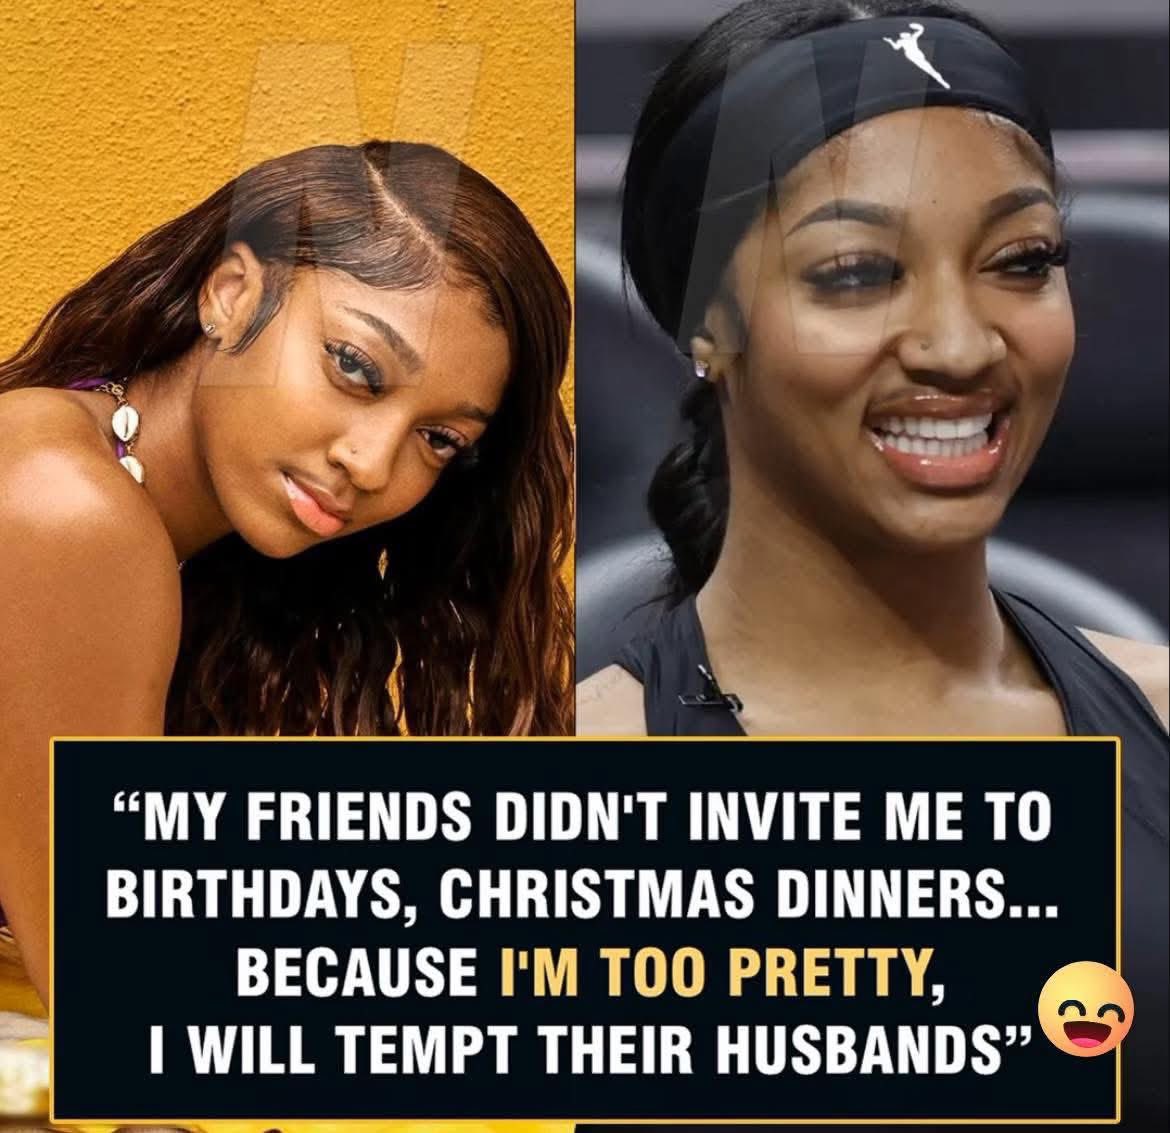 N N
“MY FRIENDS DIDN'T INVITE ME TO
BIRTHDAYS, CHRISTMAS DINNERS...
BECAUSE I'M TOO PRETTY,
I WILL TEMPT THEIR HUSBANDS”